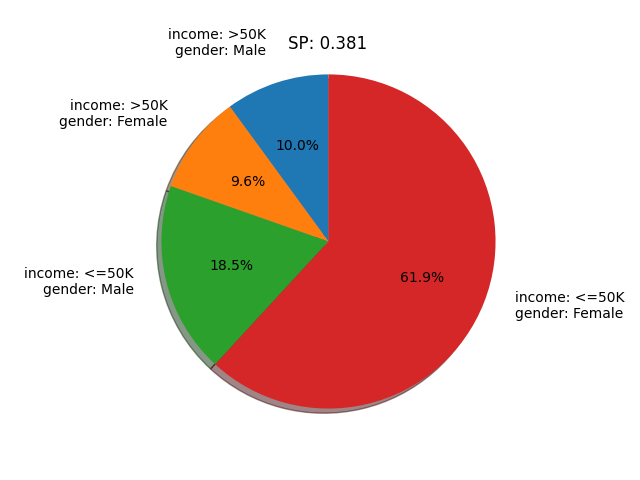 income: >50K
gender: Male
SP: 0.381
income: >50K
gender: Female
10.0%
9.6%
18.5%
61.9%
income: <=50K
gender: Male
income: <=50K
gender: Female